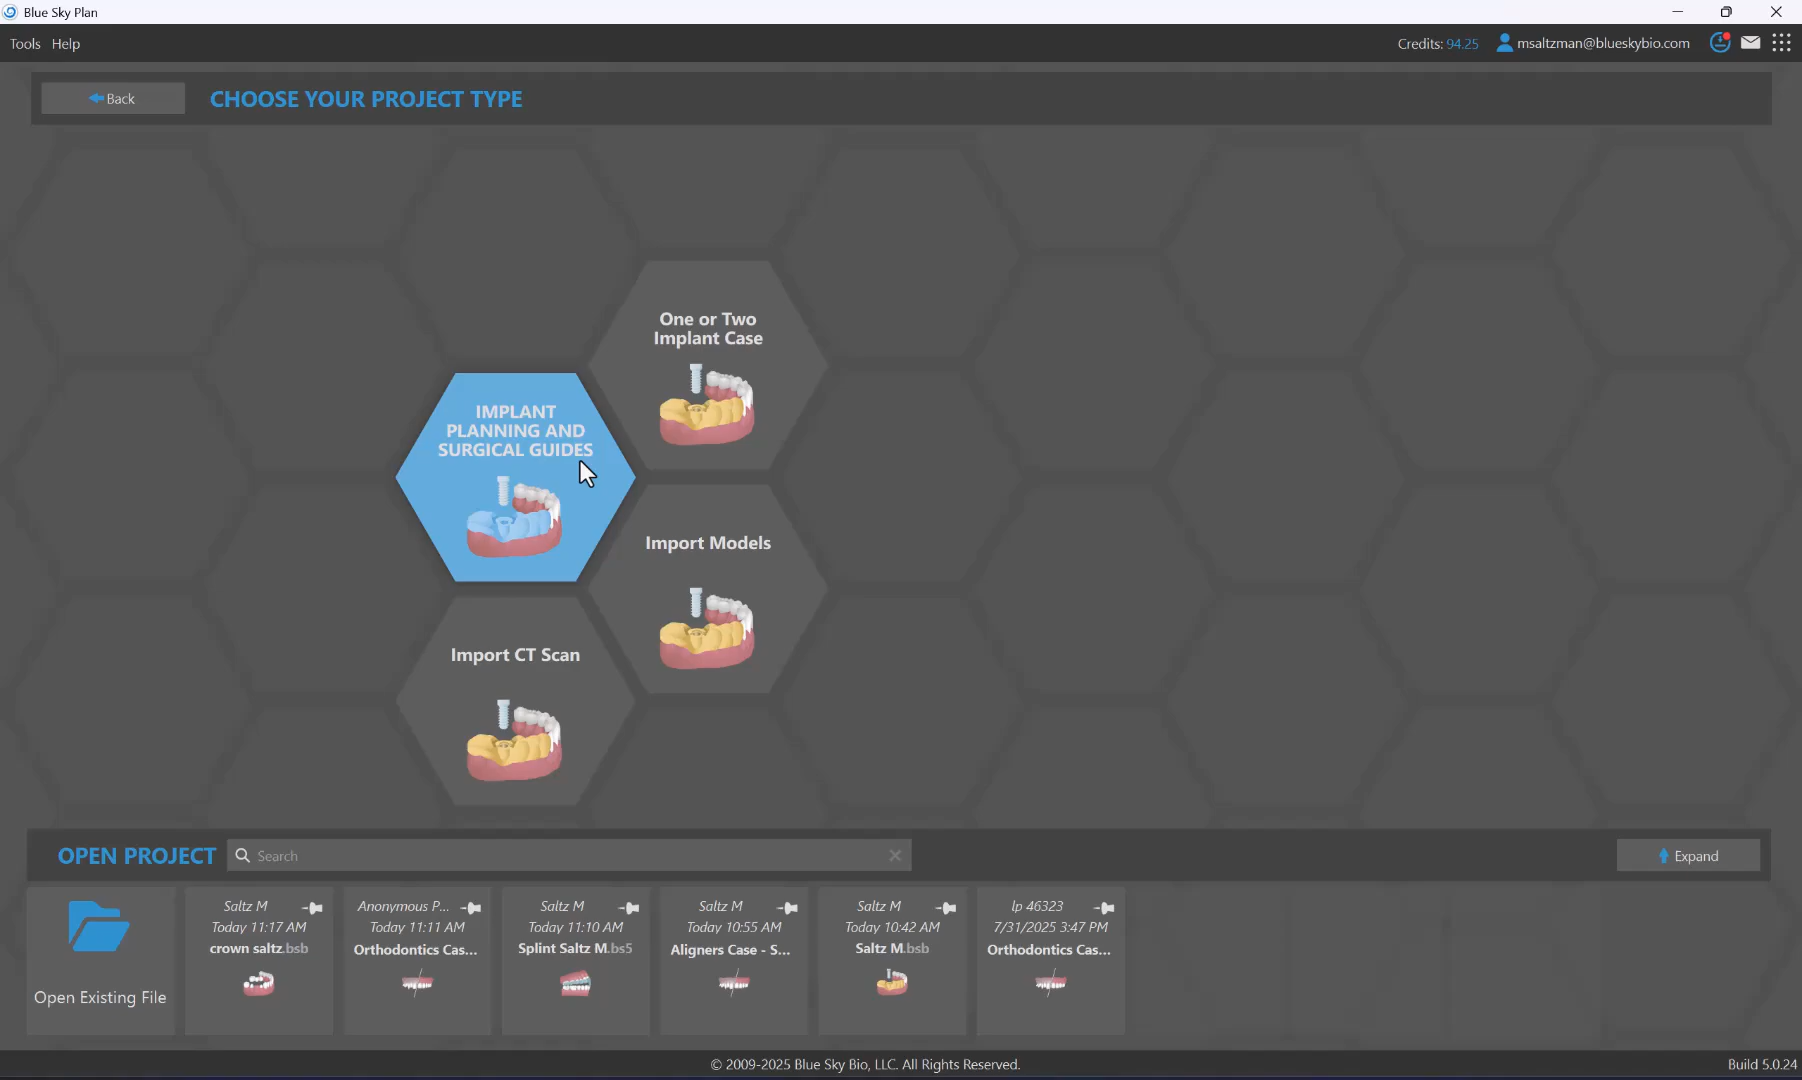 Blue Sky Plan
Tools Help
Credits: 94.25 msaltzman@blueskybio.com
Back
CHOOSE YOUR PROJECT TYPE
One or Two
Implant Case
IMPLANT
PLANNING AND
SURGICAL GUIDES
Import Models
Import CT Scan
OPEN PROJECT
Search
Expand
Open Existing File
Saltz M
Today 11:17 AM
crown saltz.bsb
Anonymous P...
Today 11:11 AM
Orthodontics Cas...
Saltz M
Today 11:10 AM
Splint Saltz M.bs5
Saltz M
Today 10:55 AM
Aligners Case - S...
Saltz M
Today 10:42 AM
Saltz M.bsb
lp 46323
7/31/2025 3:47 PM
Orthodontics Cas...
© 2009-2025 Blue Sky Bio, LLC. All Rights Reserved.
Build 5.0.24